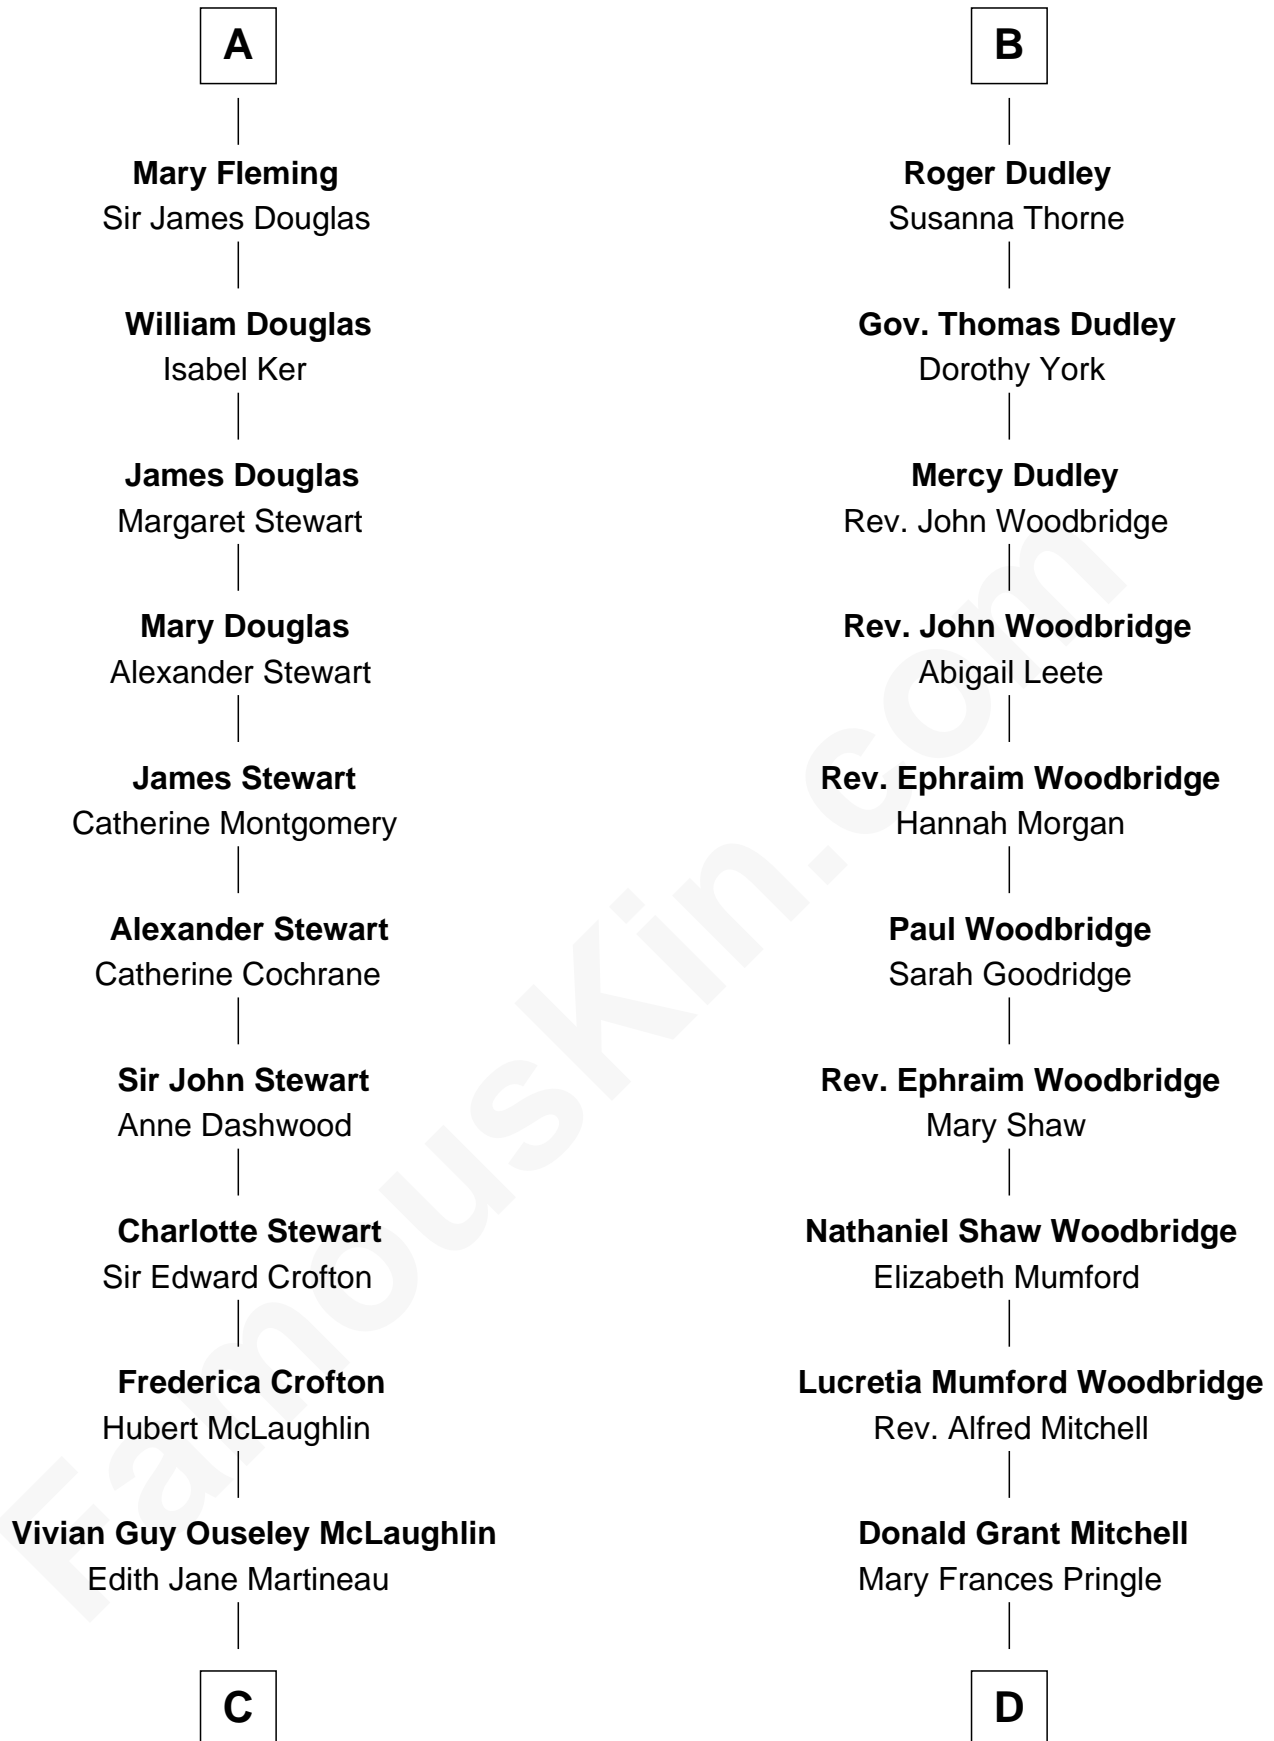 A
Mary Fleming
Sir James Douglas
William Douglas
Isabel Ker
James Douglas
Margaret Stewart
Mary Douglas
Alexander Stewart
James Stewart
Catherine Montgomery
Alexander Stewart
Catherine Cochrane
Sir John Stewart
Anne Dashwood
Charlotte Stewart
Sir Edward Crofton
Frederica Crofton
Hubert McLaughlin
Vivian Guy Ouseley McLaughlin
Edith Jane Martineau
C
B
Roger Dudley
Susanna Thorne
Gov. Thomas Dudley
Dorothy York
Mercy Dudley
Rev. John Woodbridge
Rev. John Woodbridge
Abigail Leete
Rev. Ephraim Woodbridge
Hannah Morgan
Paul Woodbridge
Sarah Goodridge
Rev. Ephraim Woodbridge
Mary Shaw
Nathaniel Shaw Woodbridge
Elizabeth Mumford
Lucretia Mumford Woodbridge
Rev. Alfred Mitchell
Donald Grant Mitchell
Mary Frances Pringle
D
FamousKin.com